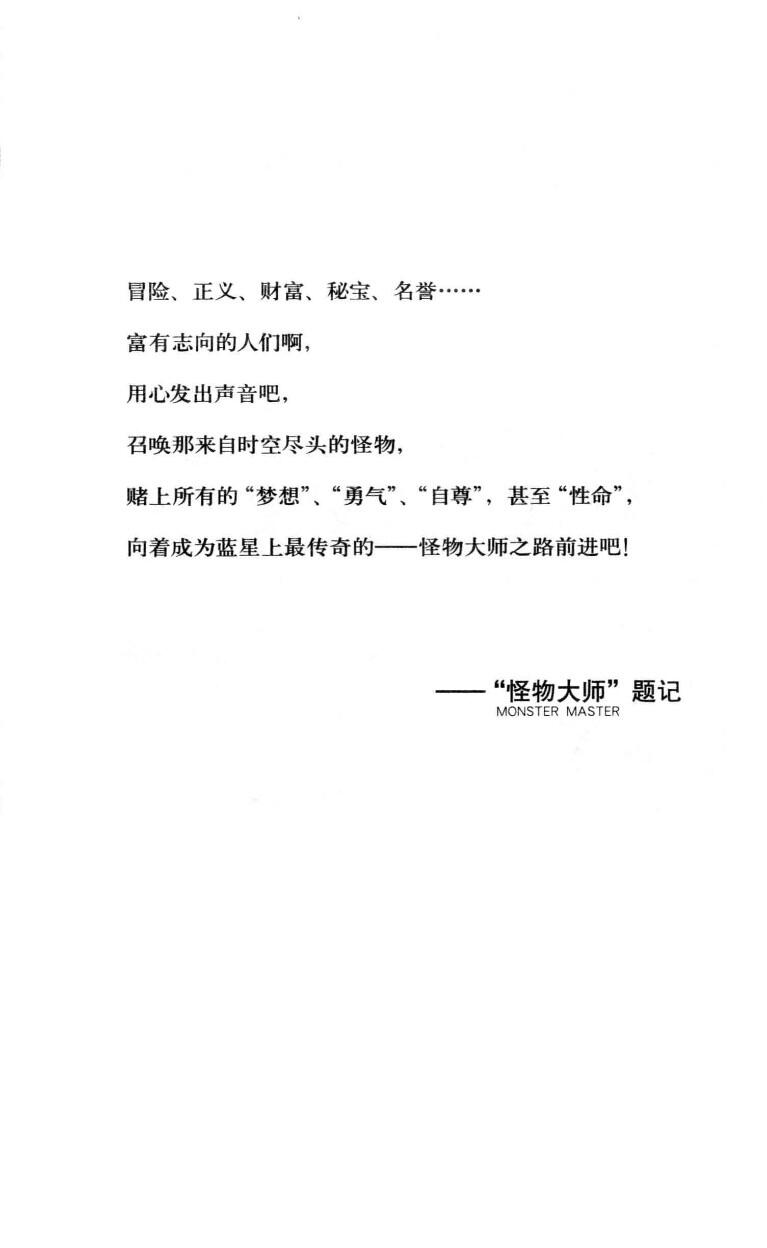 冒险、正义、财富、秘宝、名誉……
富有志向的人们啊，
用心发出声音吧，
召唤那来自时空尽头的怪物，
赌上所有的“梦想”、“勇气”、“自尊”，甚至“性命”，
向着成为蓝星上最传奇的——怪物大师之路前进吧！
——“怪物大师”题记
MONSTER MASTER